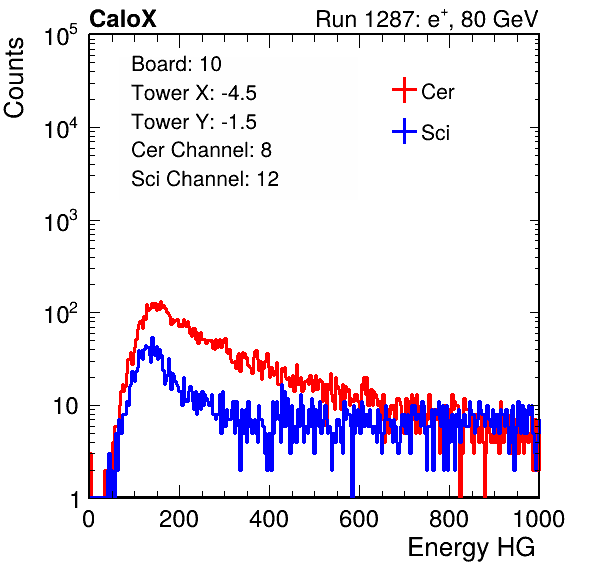 CaloX Run 1287: e⁺, 80 GeV
Counts
10⁵
10⁴
10³
10²
10
1
Board: 10
Tower X: -4.5
Tower Y: -1.5
Cer Channel: 8
Sci Channel: 12
Cer
Sci
0 200 400 600 800 1000
Energy HG